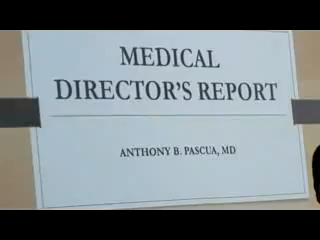 MEDICAL
DIRECTOR'S REPORT
ANTHONY B. PASCUA, MD